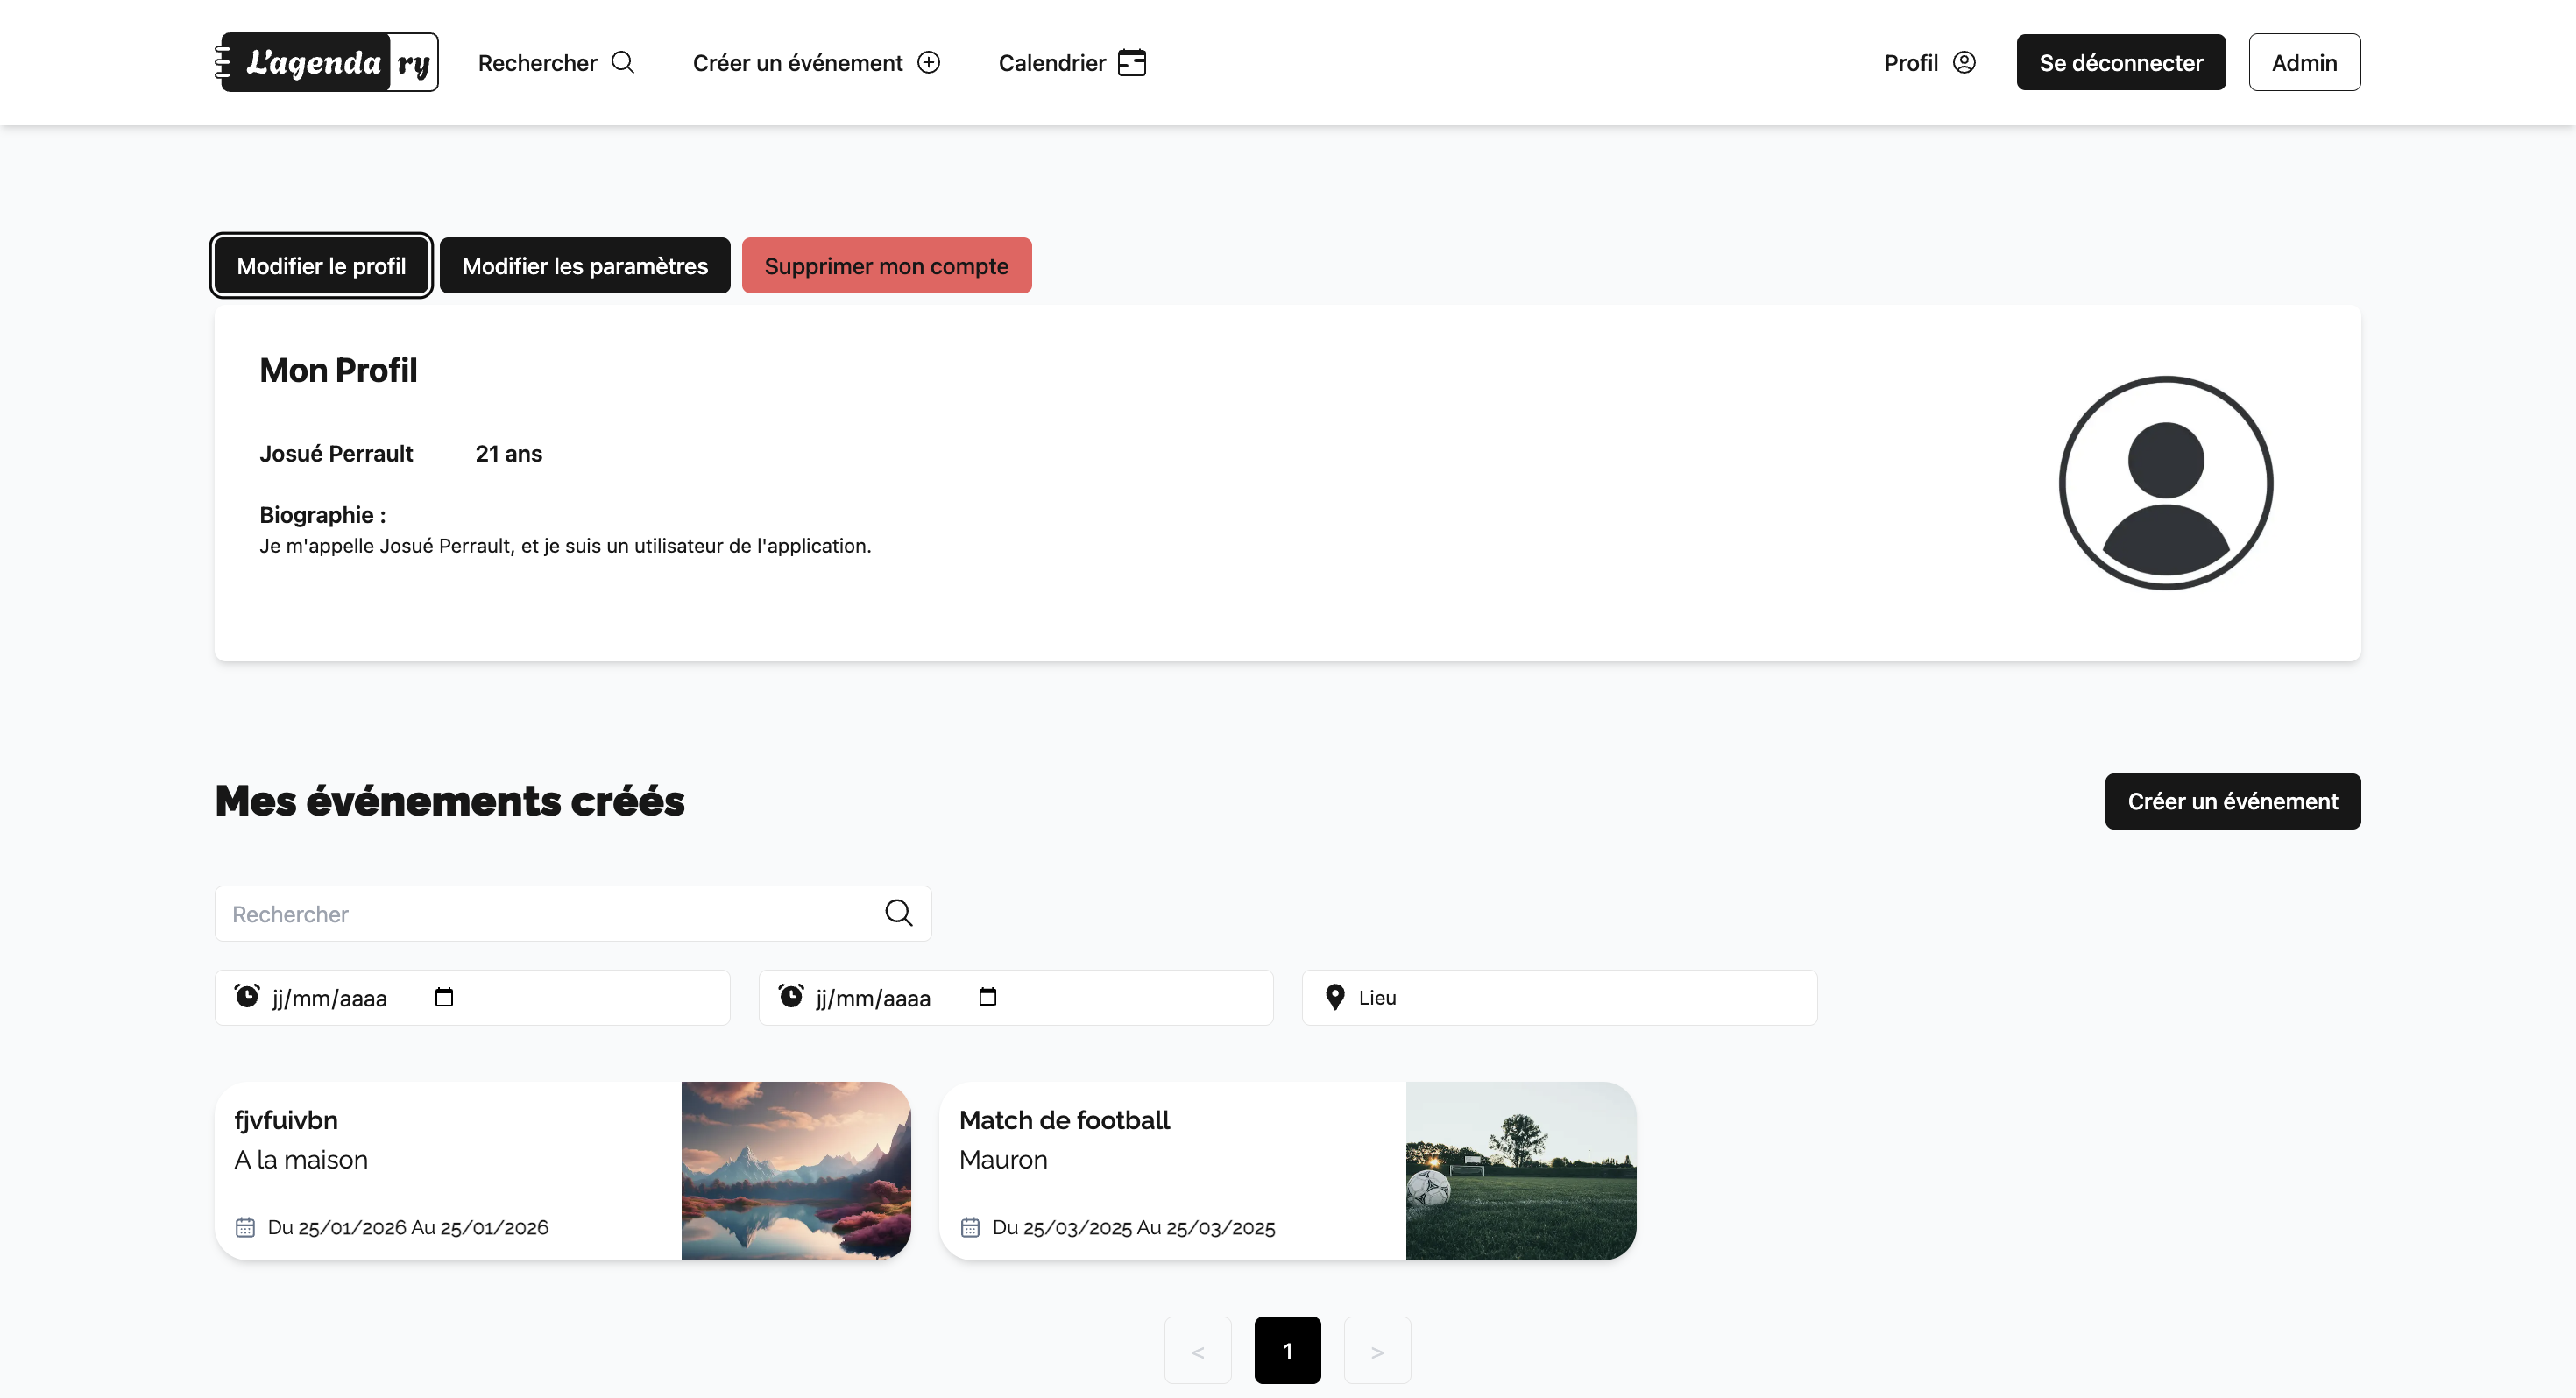 L'agenda ry
Rechercher
Créer un événement
Calendrier
Profil
Se déconnecter
Admin
Modifier le profil
Modifier les paramètres
Supprimer mon compte
Mon Profil
Josué Perrault
21 ans
Biographie :
Je m'appelle Josué Perrault, et je suis un utilisateur de l'application.
Mes événements créés
Créer un événement
Rechercher
jj/mm/aaaa
jj/mm/aaaa
Lieu
fjvfuivbn
A la maison
Du 25/01/2026 Au 25/01/2026
Match de football
Mauron
Du 25/03/2025 Au 25/03/2025
< 1 >